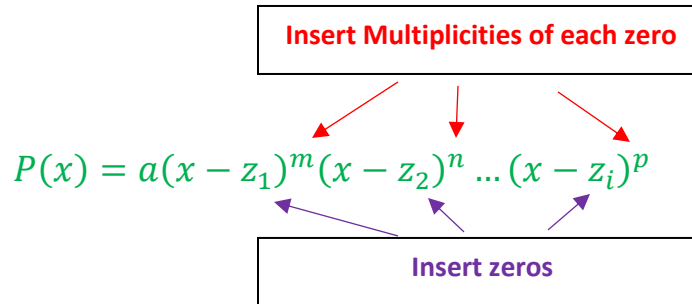 Insert Multiplicities of each zero
P(x) = a(x − z₁)ᵐ(x − z₂)ⁿ … (x − zᵢ)ᵖ
Insert zeros